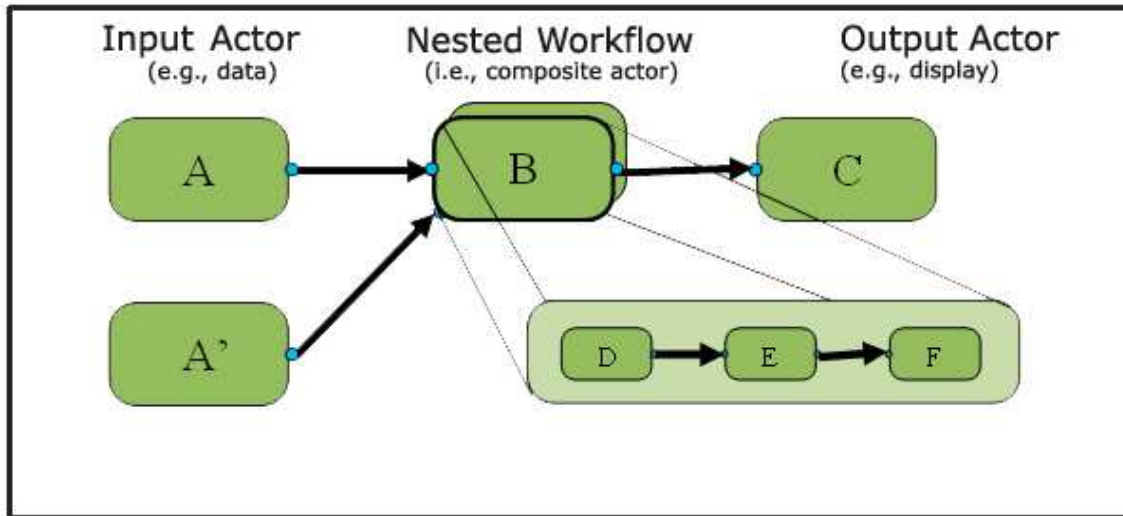 Input Actor
(e.g., data)
Nested Workflow
(i.e., composite actor)
Output Actor
(e.g., display)
A
B
C
A’
D
E
F